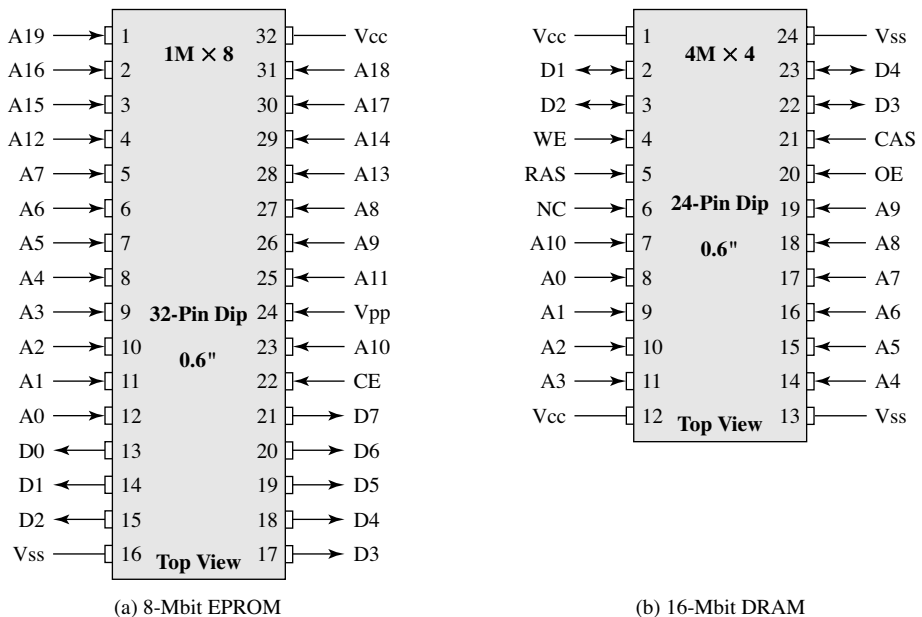 A19 1 1M × 8 32 Vcc
A16 2 31 A18
A15 3 30 A17
A12 4 29 A14
A7 5 28 A13
A6 6 27 A8
A5 7 26 A9
A4 8 25 A11
A3 9 32-Pin Dip 24 Vpp
A2 10 0.6" 23 A10
A1 11 22 CE
A0 12 21 D7
D0 13 20 D6
D1 14 19 D5
D2 15 18 D4
Vss 16 Top View 17 D3
(a) 8-Mbit EPROM
Vcc 1 4M × 4 24 Vss
D1 2 23 D4
D2 3 22 D3
WE 4 21 CAS
RAS 5 20 OE
NC 6 24-Pin Dip 19 A9
A10 7 0.6" 18 A8
A0 8 17 A7
A1 9 16 A6
A2 10 15 A5
A3 11 14 A4
Vcc 12 Top View 13 Vss
(b) 16-Mbit DRAM